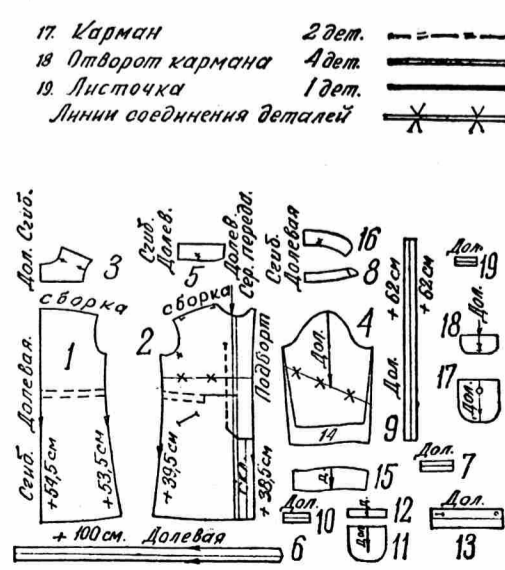 17. Карман 2 дет.
18 Отворот кармана 4 дет.
19. Листочка 1 дет.
Линии соединения деталей
Дол. Сгиб.
3
Сгиб.
Долев.
5
Долев.
Сер. переда.
Сгиб.
Долевая
16
8
+ 62 см
+ 62 см
Дол.
9
Дол.
19
Дол.
18
17
сборка
1
Сгиб. Долевая.
+ 54,5 см
+ 53,5 см
сборка
2
+ 39,5 см
Подборт
+ 38,5 см
4
Дол.
14
15
Д.
Дол.
7
Дол.
10
Д.
12
Дол.
11
Дол.
13
+ 100 см. Долевая
6